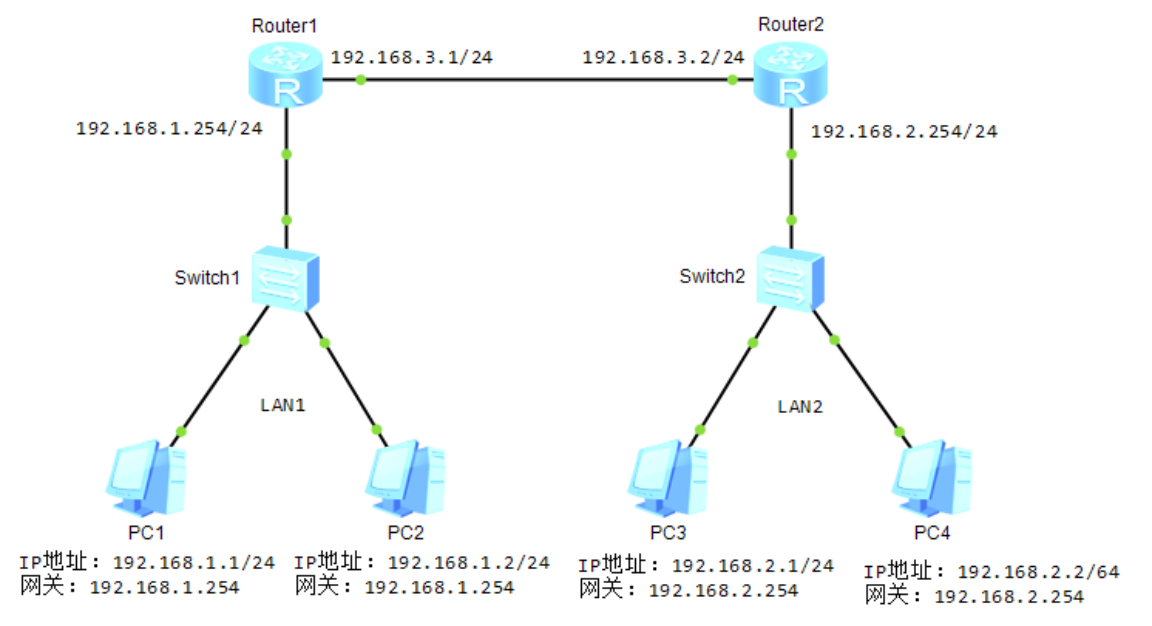 Router1
Router2
192.168.3.1/24
192.168.3.2/24
192.168.1.254/24
192.168.2.254/24
Switch1
Switch2
LAN1
LAN2
PC1
PC2
PC3
PC4
IP地址：192.168.1.1/24
网关：192.168.1.254
IP地址：192.168.1.2/24
网关：192.168.1.254
IP地址：192.168.2.1/24
网关：192.168.2.254
IP地址：192.168.2.2/64
网关：192.168.2.254
R
R